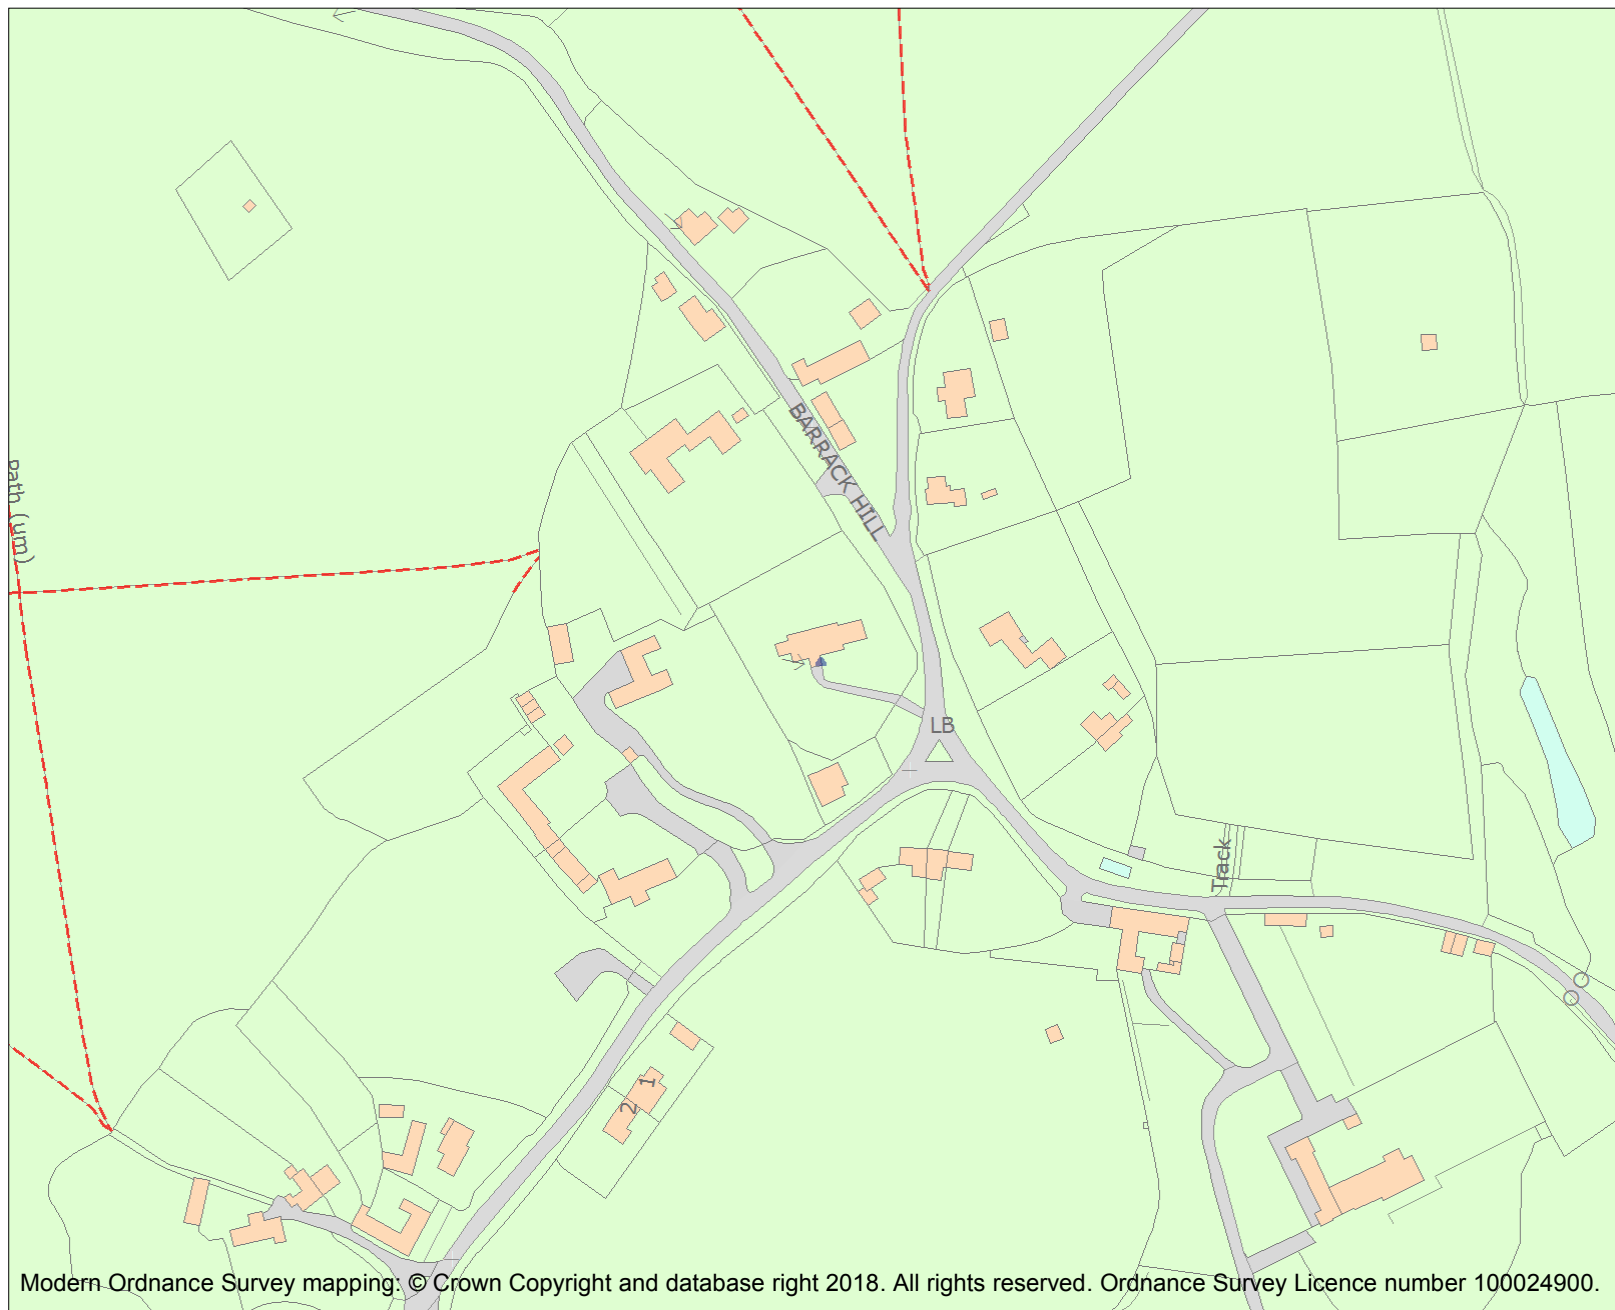 BARRACK HILL
Path (um)
LB
Track
1
2
Modern Ordnance Survey mapping: © Crown Copyright and database right 2018. All rights reserved. Ordnance Survey Licence number 100024900.